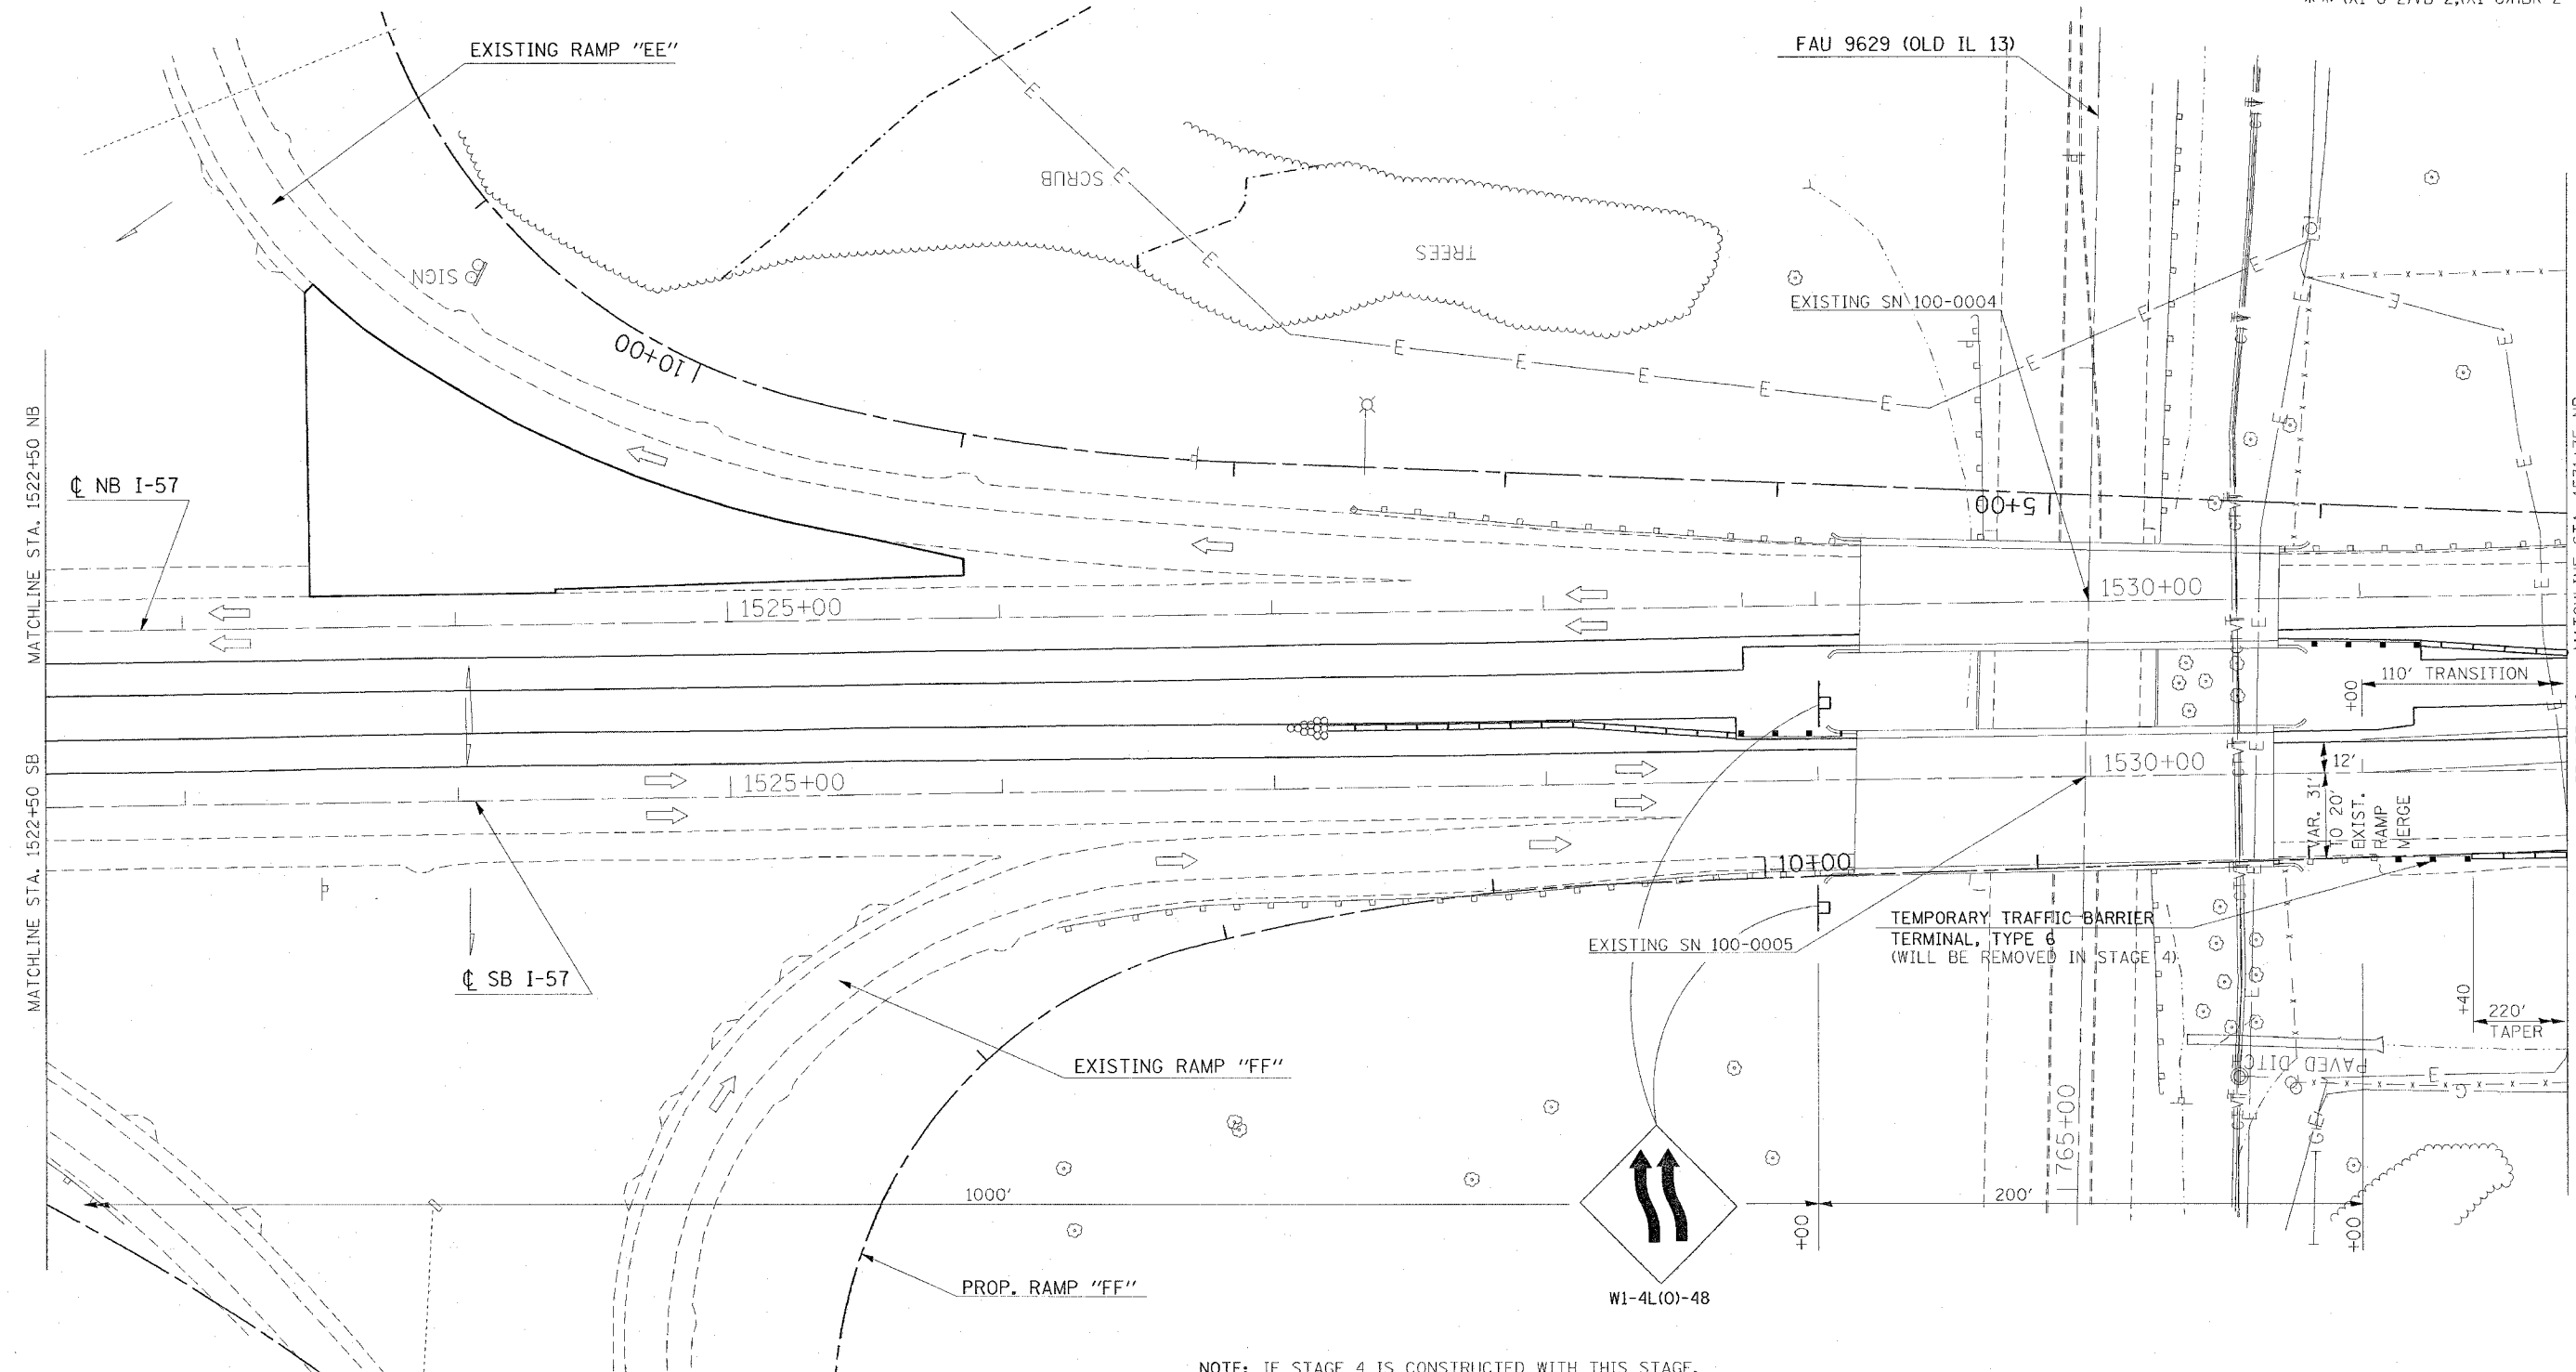 EXISTING RAMP "EE"
FAU 9629 (OLD IL 13)
E
SCRUB
TREES
SIGN
EXISTING SN 100-0004
10+00
5+00
MATCHLINE STA. 1522+50 NB
℄ NB I-57
1525+00
1530+00
110' TRANSITION
+00
MATCHLINE STA. 1522+50 SB
1525+00
1530+00
12'
VAR. 31'
TO 20'
EXIST.
RAMP
MERGE
10+00
℄ SB I-57
EXISTING SN 100-0005
TEMPORARY TRAFFIC BARRIER
TERMINAL, TYPE 6
(WILL BE REMOVED IN STAGE 4)
+40
220'
TAPER
EXISTING RAMP "FF"
PAVED DITCH
1765+00
1000'
200'
+00
+00
PROP. RAMP "FF"
W1-4L(O)-48
NOTE: IF STAGE 4 IS CONSTRUCTED WITH THIS STAGE,